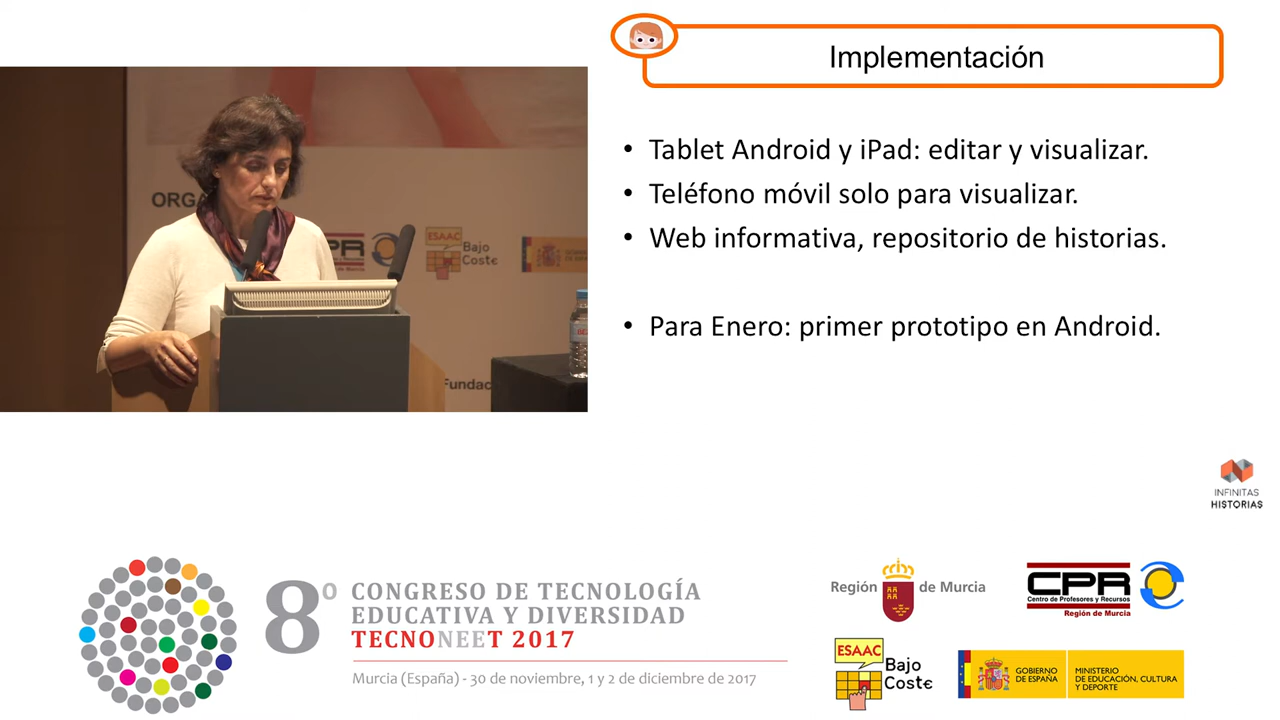 Implementación
• Tablet Android y iPad: editar y visualizar.
• Teléfono móvil solo para visualizar.
• Web informativa, repositorio de historias.
• Para Enero: primer prototipo en Android.
ORGA
PR
ESAAC
Bajo
Coste
Fundac
INFINITAS
HISTORIAS
8º
CONGRESO DE TECNOLOGÍA
EDUCATIVA Y DIVERSIDAD
TECNONEET 2017
Murcia (España) - 30 de noviembre, 1 y 2 de diciembre de 2017
Región de Murcia
CPR
Centro de Profesores y Recursos
Región de Murcia
ESAAC
Bajo
Coste
GOBIERNO
DE ESPAÑA
MINISTERIO
DE EDUCACIÓN, CULTURA
Y DEPORTE